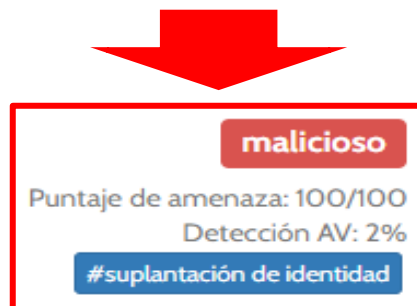 malicioso
Puntaje de amenaza: 100/100
Detección AV: 2%
#suplantación de identidad